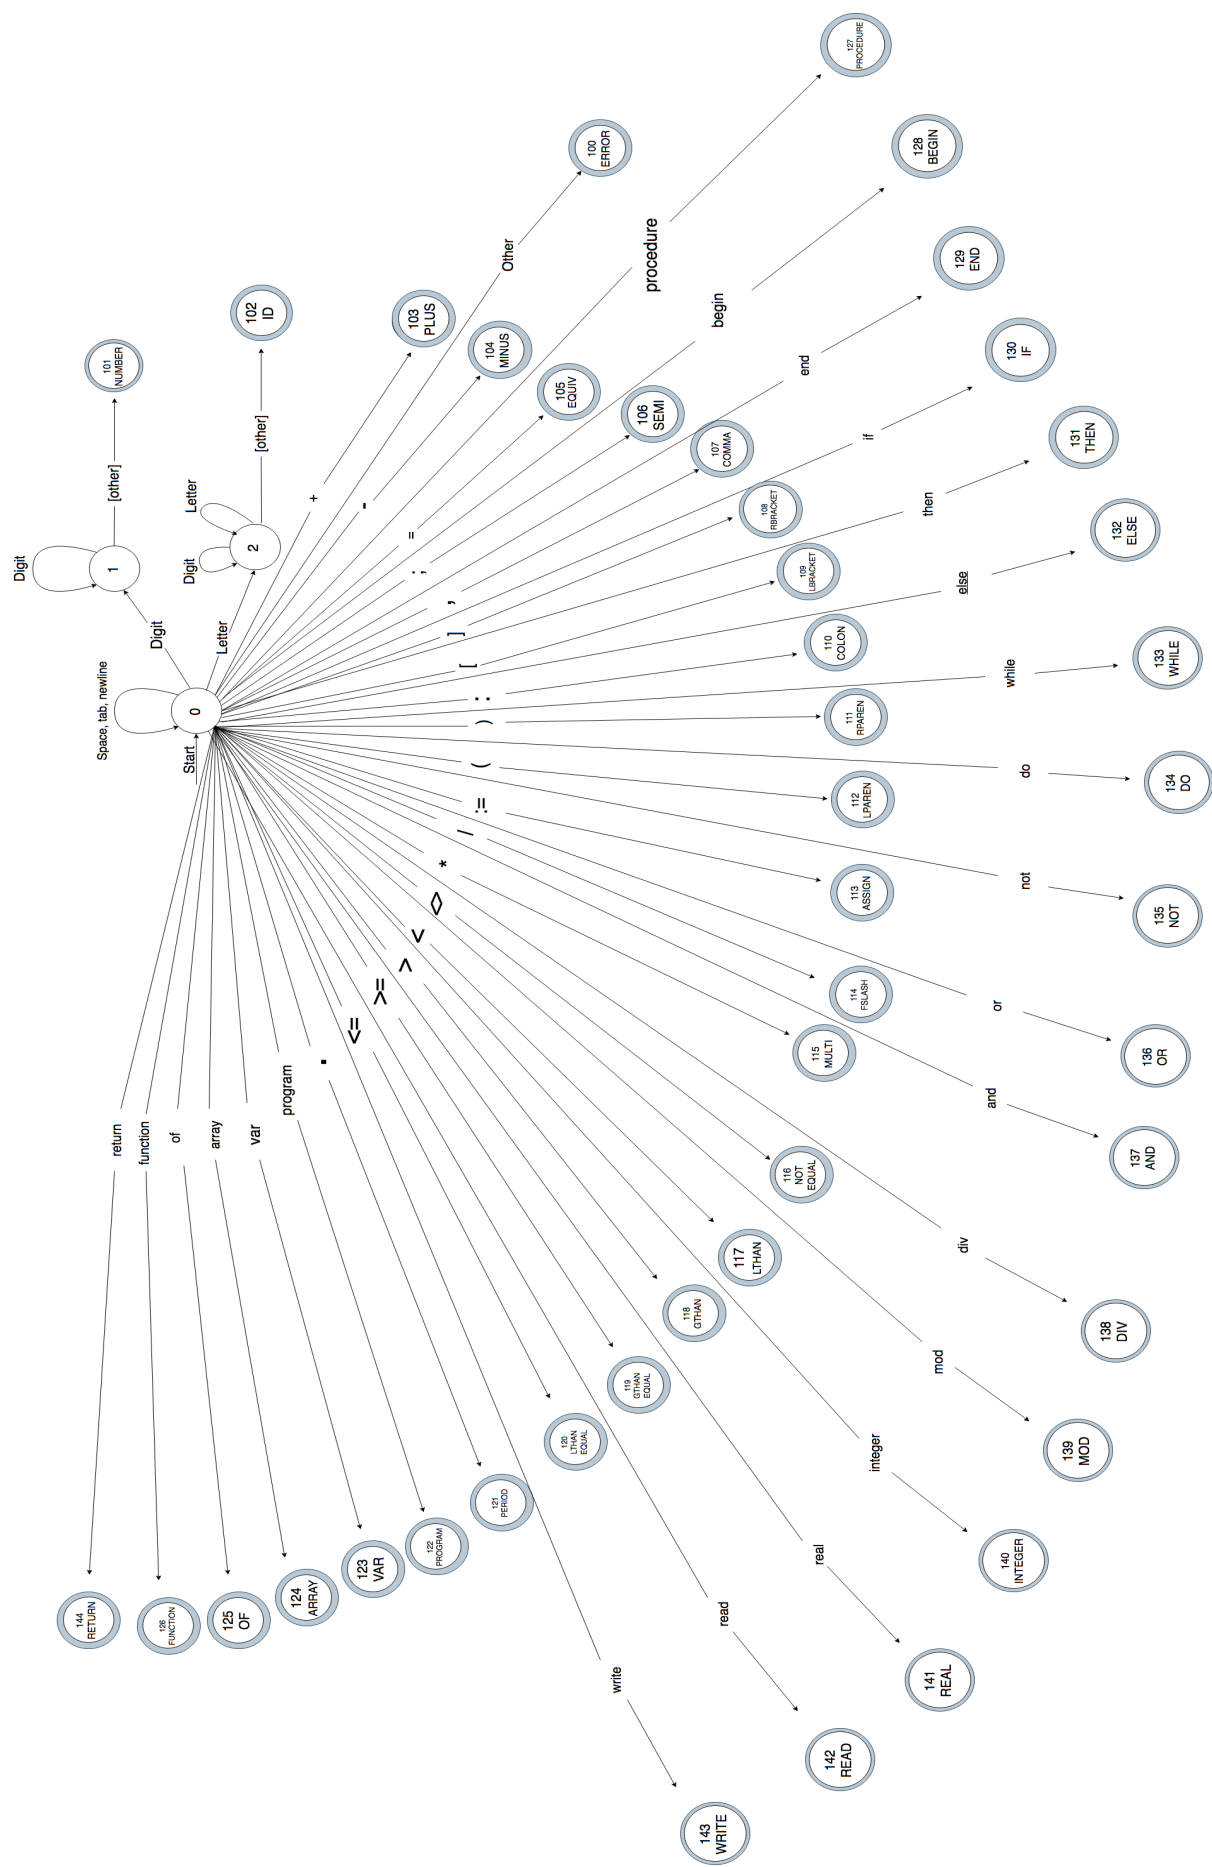 Start
0
Space, tab, newline
Digit
1
Digit
[other]
101
NUMBER
Letter
2
Digit
Letter
[other]
102
ID
Other
100
ERROR
+
103
PLUS
-
104
MINUS
=
105
EQUIV
;
106
SEMI
,
107
COMMA
]
108
RBRACKET
[
109
LBRACKET
:
110
COLON
)
111
RPAREN
(
112
LPAREN
:=
113
ASSIGN
/
114
FSLASH
*
115
MULTI
<>
116
NOT
EQUAL
<
117
LTHAN
>
118
GTHAN
>=
119
GTHAN
EQUAL
<=
120
LTHAN
EQUAL
.
121
PERIOD
program
122
PROGRAM
var
123
VAR
array
124
ARRAY
of
125
OF
function
126
FUNCTION
procedure
127
PROCEDURE
begin
128
BEGIN
end
129
END
if
130
IF
then
131
THEN
else
132
ELSE
while
133
WHILE
do
134
DO
not
135
NOT
or
136
OR
and
137
AND
div
138
DIV
mod
139
MOD
integer
140
INTEGER
real
141
REAL
read
142
READ
write
143
WRITE
return
144
RETURN